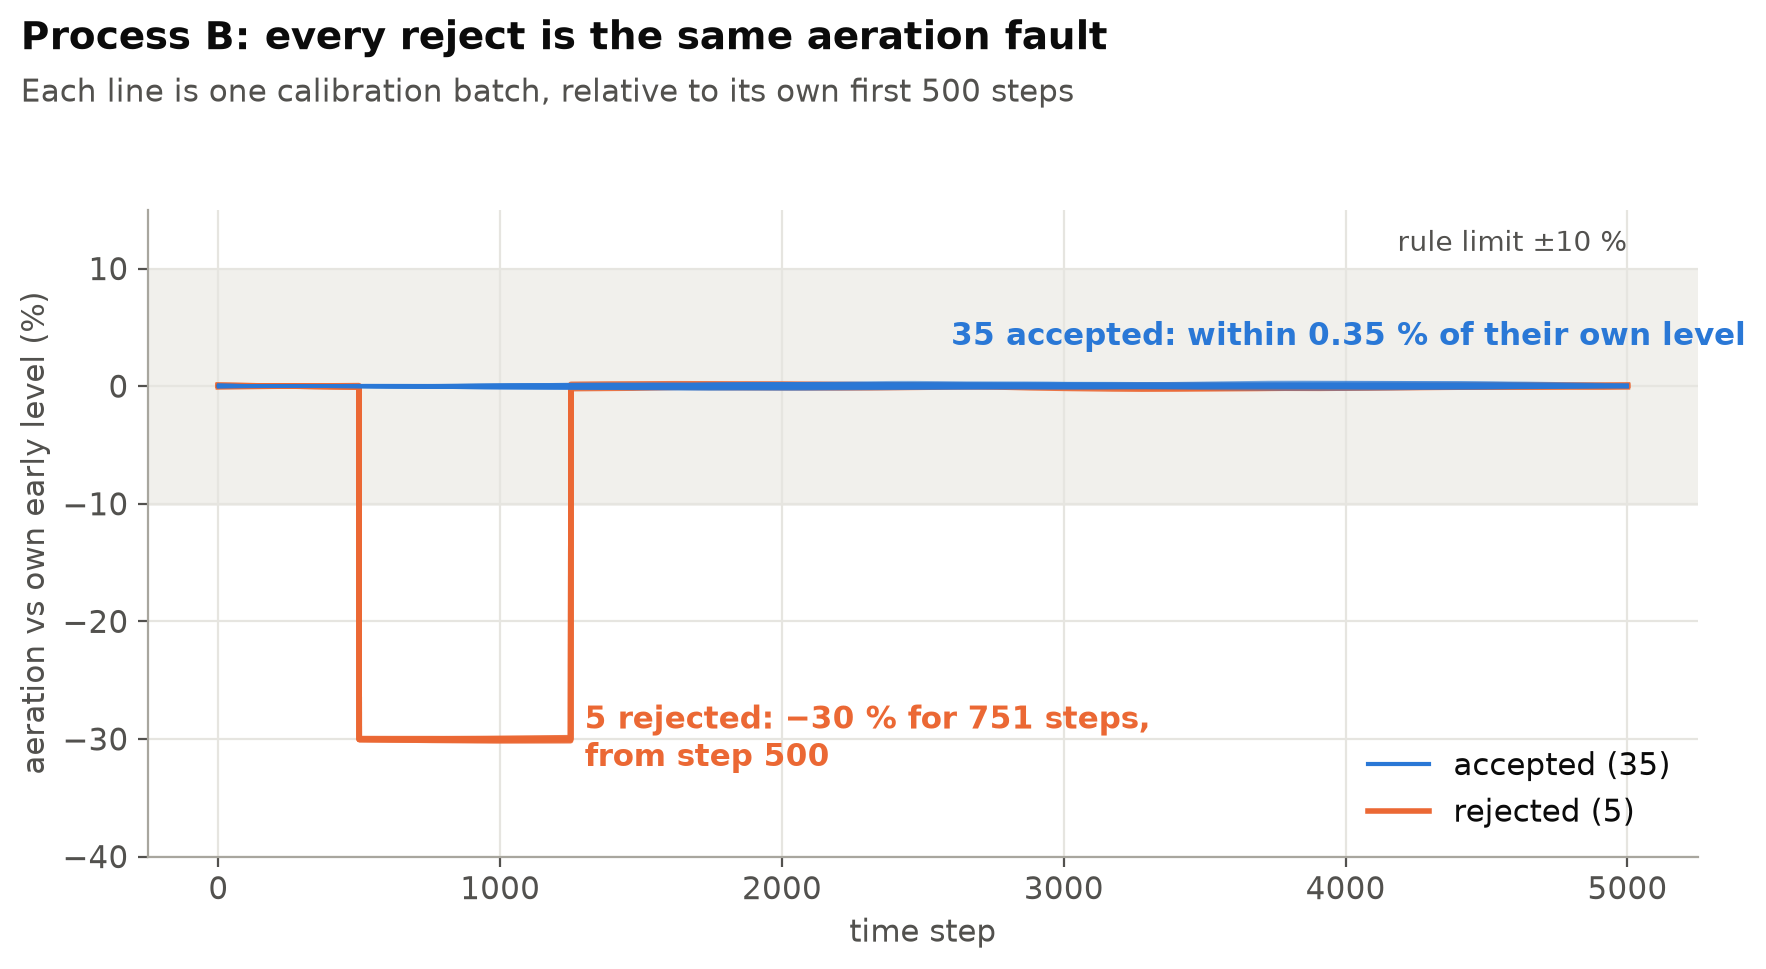 Process B: every reject is the same aeration fault
Each line is one calibration batch, relative to its own first 500 steps
rule limit ±10 %
35 accepted: within 0.35 % of their own level
5 rejected: −30 % for 751 steps,
from step 500
accepted (35)
rejected (5)
aeration vs own early level (%)
10
0
−10
−20
−30
−40
0
1000
2000
3000
4000
5000
time step